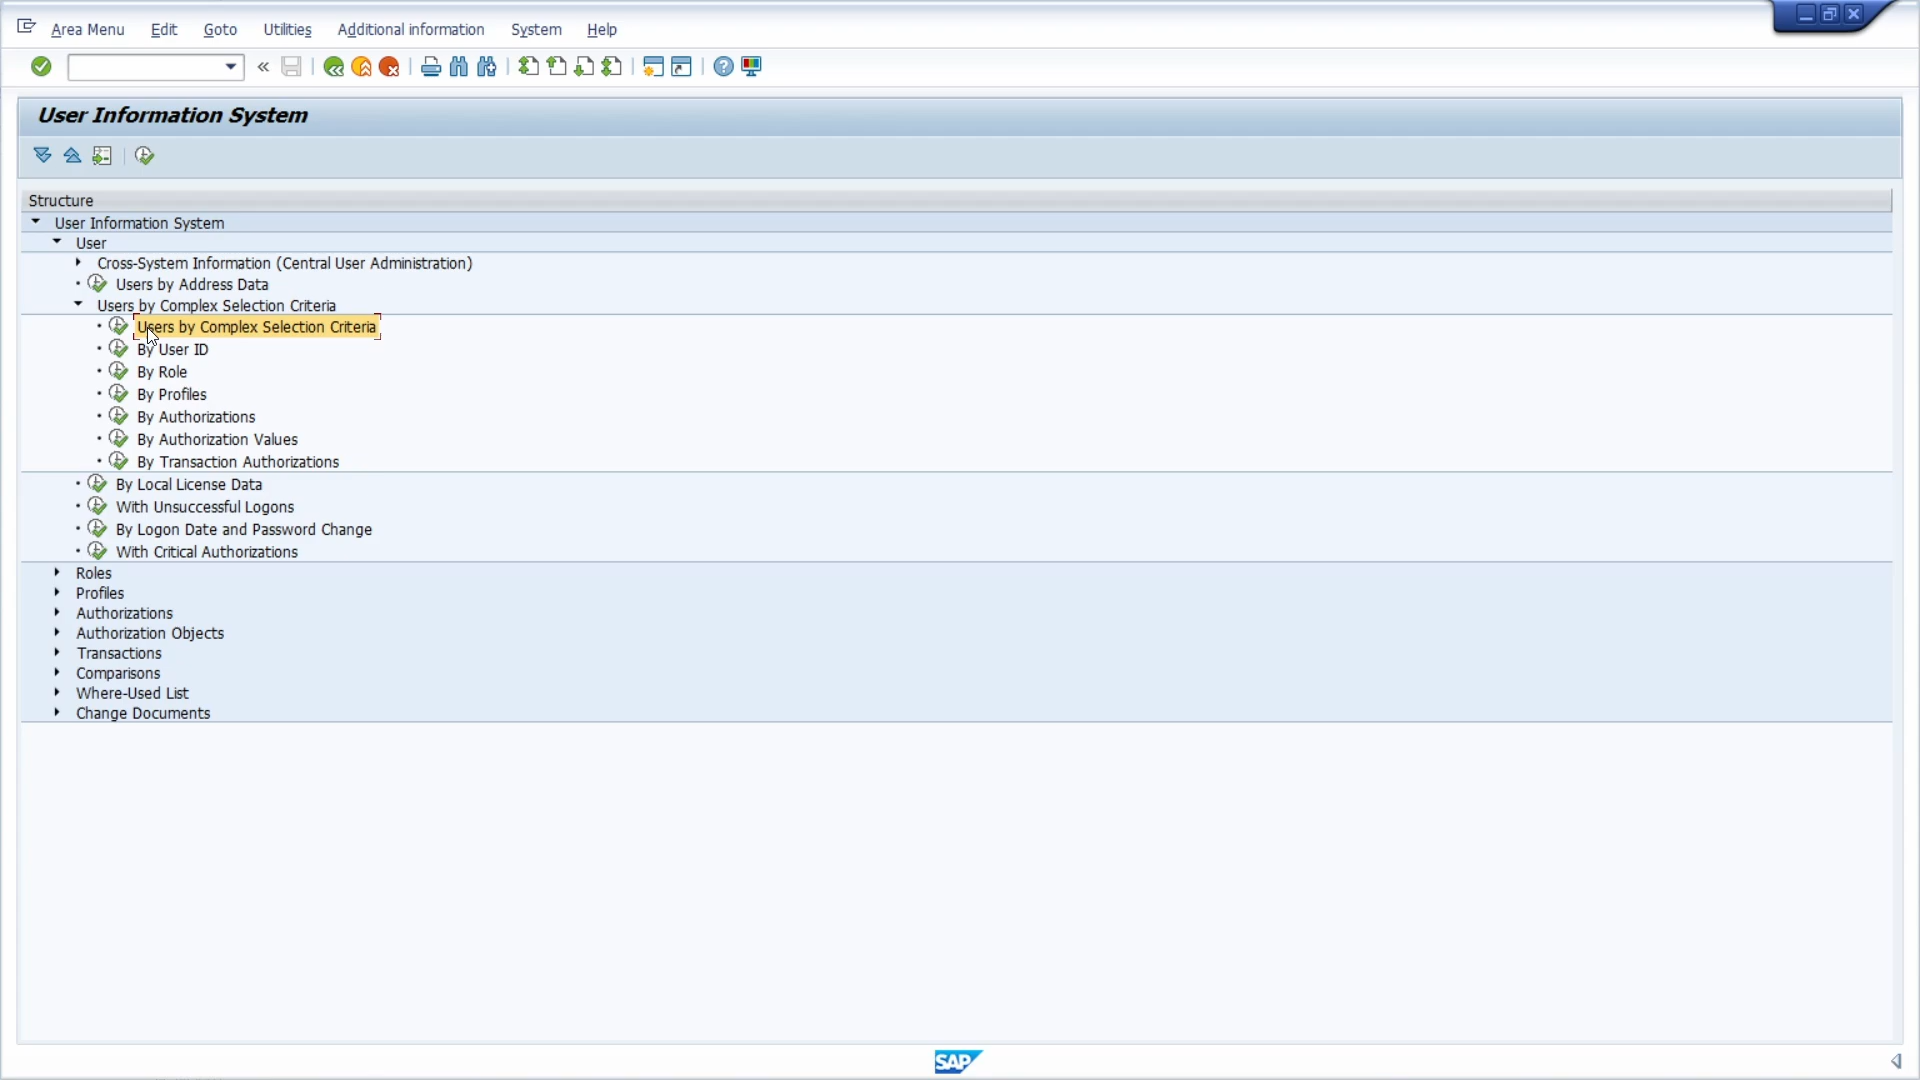 Area Menu Edit Goto Utilities Additional information System Help
User Information System
Structure
User Information System
User
Cross-System Information (Central User Administration)
Users by Address Data
Users by Complex Selection Criteria
Users by Complex Selection Criteria
By User ID
By Role
By Profiles
By Authorizations
By Authorization Values
By Transaction Authorizations
By Local License Data
With Unsuccessful Logons
By Logon Date and Password Change
With Critical Authorizations
Roles
Profiles
Authorizations
Authorization Objects
Transactions
Comparisons
Where-Used List
Change Documents
SAP